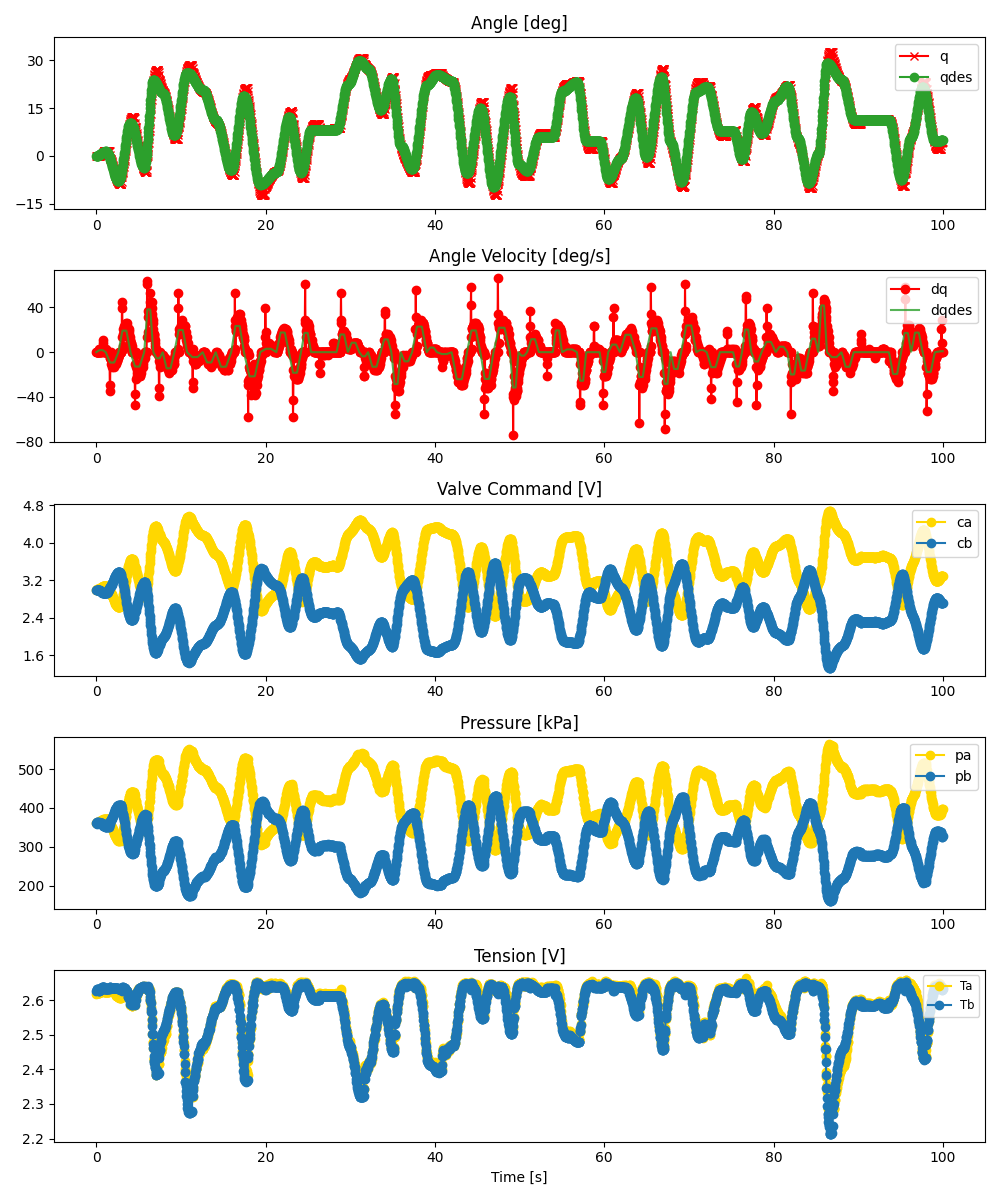 Angle [deg]
30
15
0
−15
q
qdes
0 20 40 60 80 100
Angle Velocity [deg/s]
40
0
−40
−80
dq
dqdes
0 20 40 60 80 100
Valve Command [V]
4.8
4.0
3.2
2.4
1.6
ca
cb
0 20 40 60 80 100
Pressure [kPa]
500
400
300
200
pa
pb
0 20 40 60 80 100
Tension [V]
2.6
2.5
2.4
2.3
2.2
Ta
Tb
0 20 40 60 80 100
Time [s]